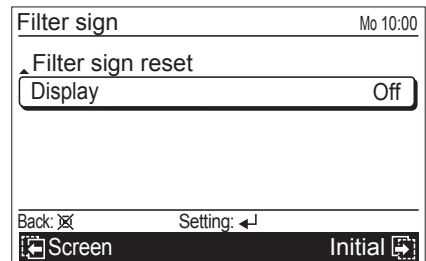 Filter sign Mo 10:00
Filter sign reset
Display Off
Back: Setting:
Screen Initial